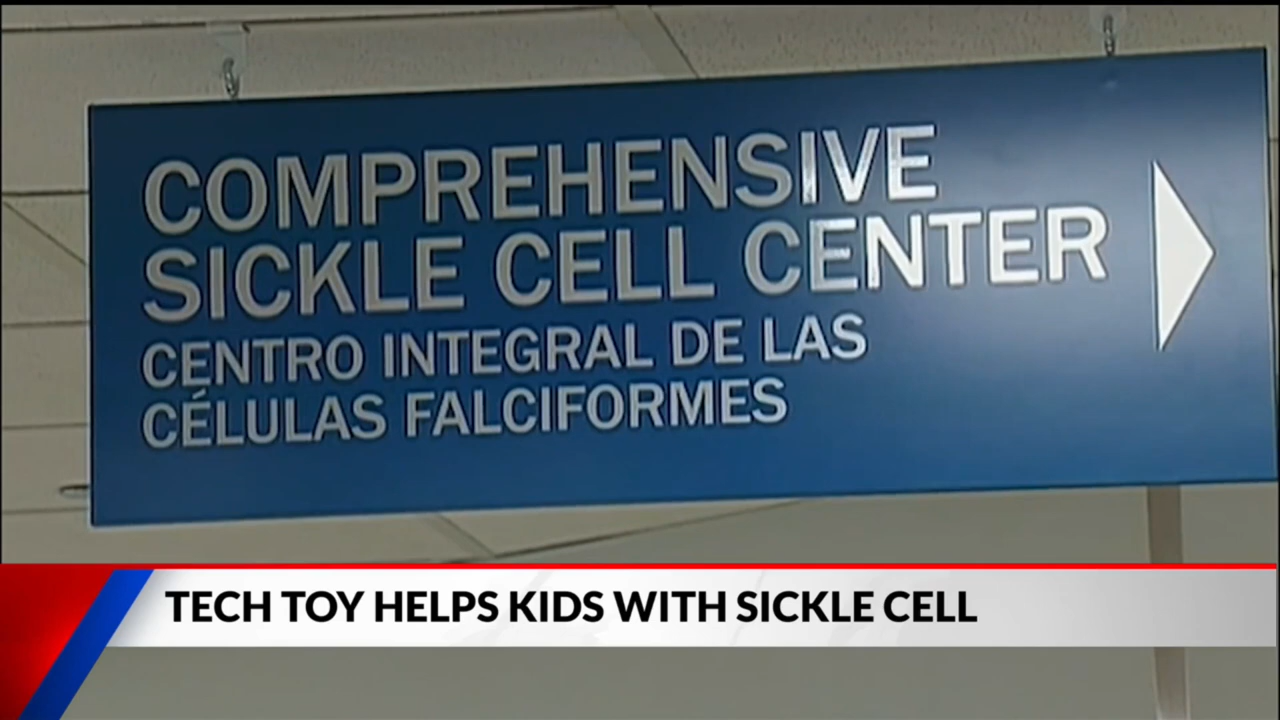 COMPREHENSIVE
SICKLE CELL CENTER
CENTRO INTEGRAL DE LAS
CÉLULAS FALCIFORMES
TECH TOY HELPS KIDS WITH SICKLE CELL